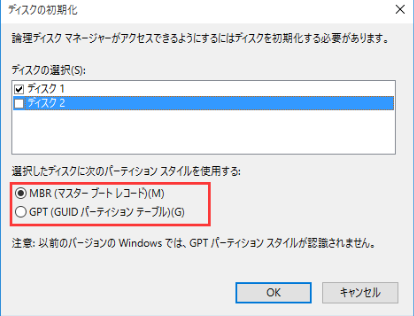 ディスクの初期化
論理ディスク マネージャーがアクセスできるようにするにはディスクを初期化する必要があります。
ディスクの選択(S):
ディスク 1
ディスク 2
選択したディスクに次のパーティション スタイルを使用する:
MBR (マスター ブート レコード)(M)
GPT (GUID パーティション テーブル)(G)
注意: 以前のバージョンの Windows では、GPT パーティション スタイルが認識されません。
OK
キャンセル